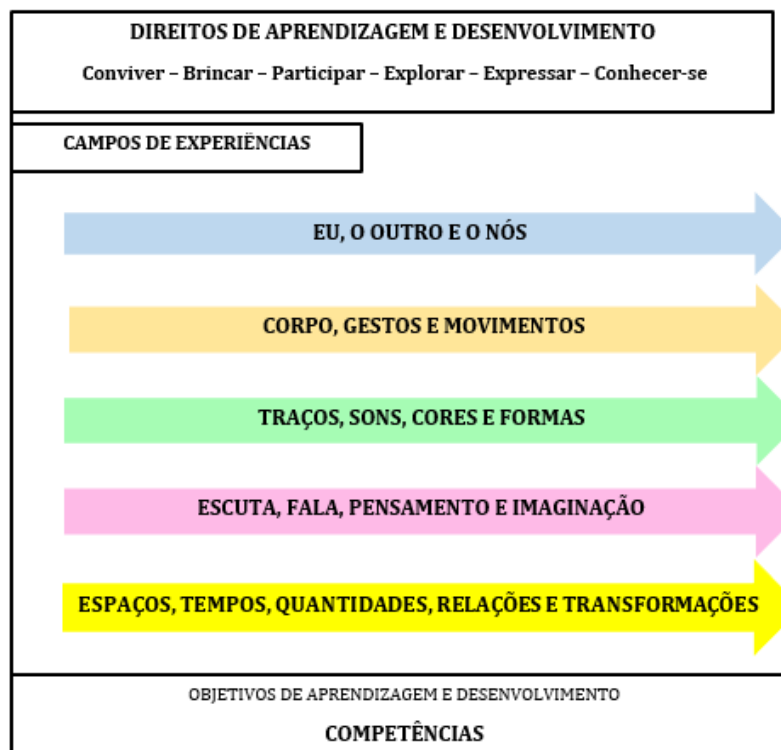 DIREITOS DE APRENDIZAGEM E DESENVOLVIMENTO
Conviver – Brincar – Participar – Explorar – Expressar – Conhecer-se
CAMPOS DE EXPERIÊNCIAS
EU, O OUTRO E O NÓS
CORPO, GESTOS E MOVIMENTOS
TRAÇOS, SONS, CORES E FORMAS
ESCUTA, FALA, PENSAMENTO E IMAGINAÇÃO
ESPAÇOS, TEMPOS, QUANTIDADES, RELAÇÕES E TRANSFORMAÇÕES
OBJETIVOS DE APRENDIZAGEM E DESENVOLVIMENTO
COMPETÊNCIAS